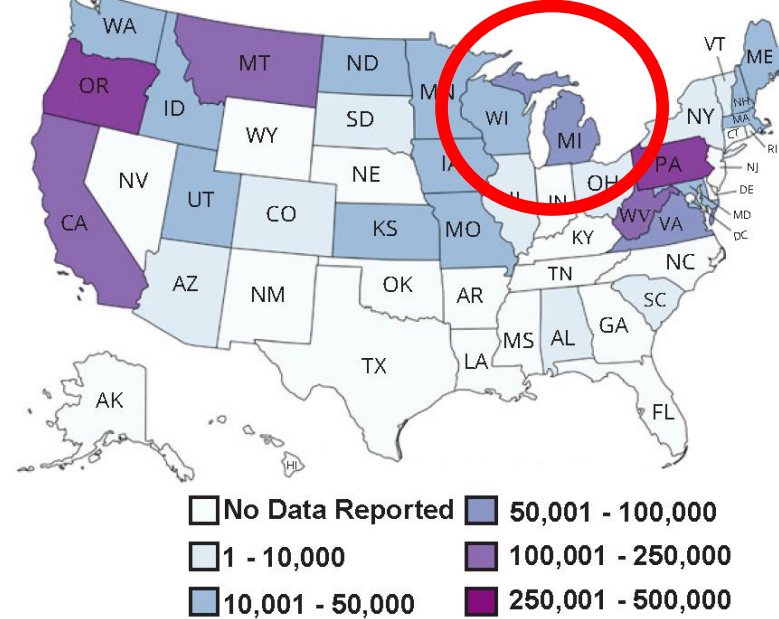 WA
VT
ME
MT
ND
OR
MN
ID
SD
WI
NY
NH
MA
WY
MI
CT
RI
IA
PA
NE
NJ
NV
OH
UT
IL
IN
DE
CO
WV
CA
KS
MO
VA
MD
KY
DC
NC
TN
OK
AZ
NM
AR
SC
MS
AL
GA
LA
TX
AK
FL
HI
No Data Reported
50,001 - 100,000
1 - 10,000
100,001 - 250,000
10,001 - 50,000
250,001 - 500,000